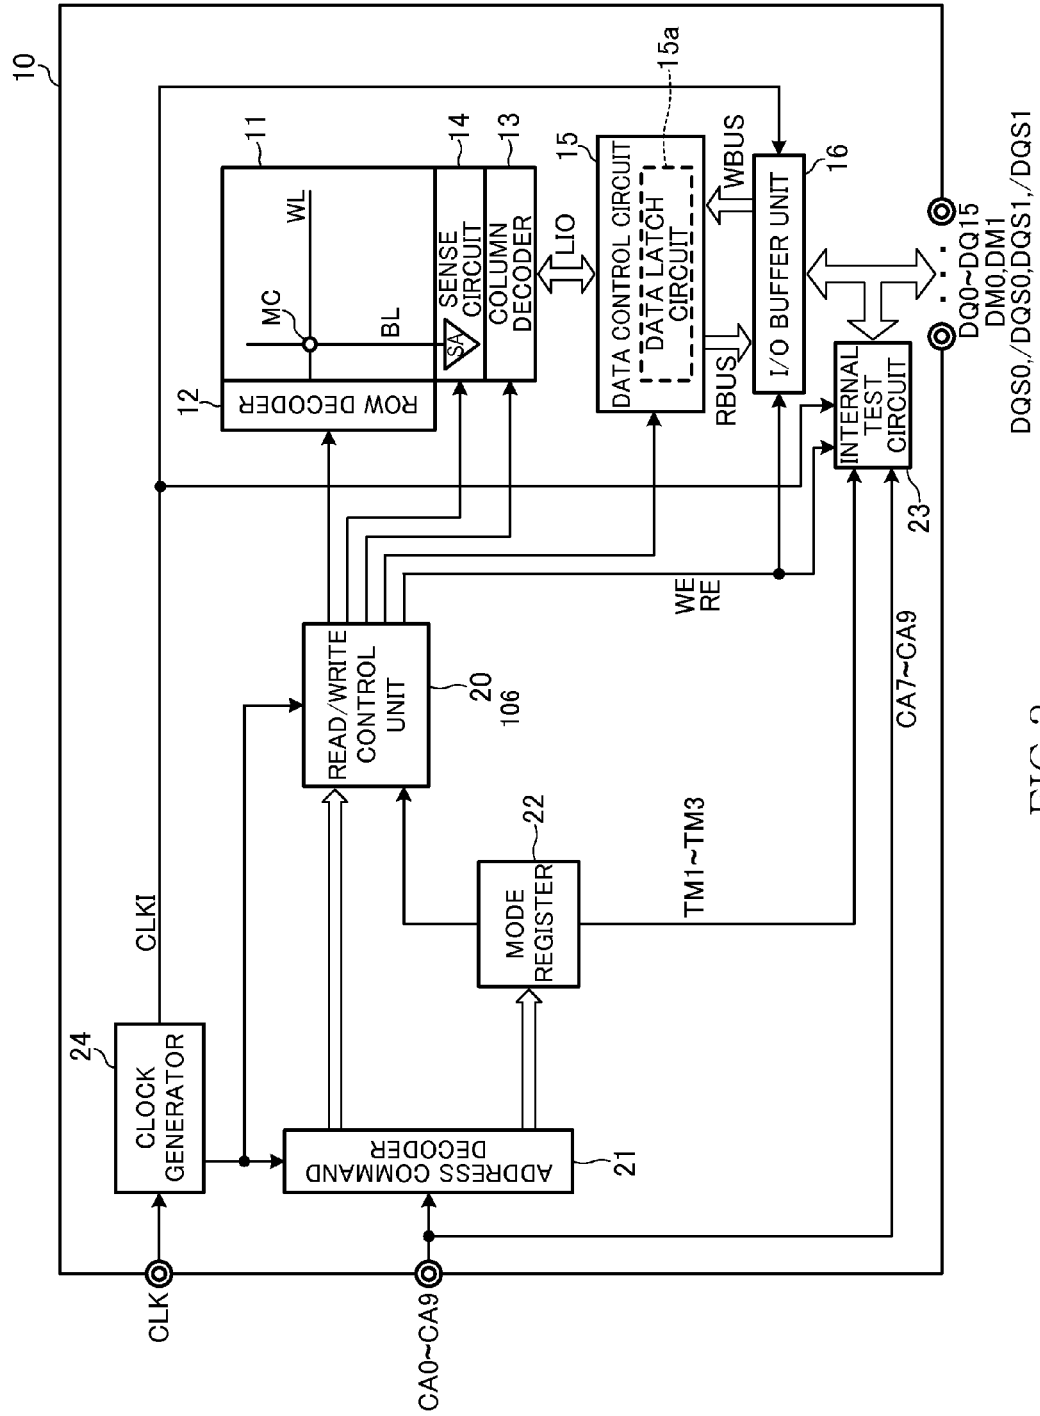 10
CLK
CA0~CA9
24
CLOCK
GENERATOR
CLKI
ADDRESS COMMAND
DECODER
21
READ/WRITE
CONTROL
UNIT
20
106
MODE
REGISTER
22
TM1~TM3
CA7~CA9
WE
RE
12
ROW DECODER
11
MC
WL
BL
SA
SENSE
CIRCUIT
14
COLUMN
DECODER
13
LIO
15
DATA CONTROL CIRCUIT
DATA LATCH
CIRCUIT
15a
RBUS
WBUS
I/O BUFFER UNIT
16
INTERNAL
TEST
CIRCUIT
23
DQ0~DQ15
DM0,DM1
DQS0,/DQS0,DQS1,/DQS1